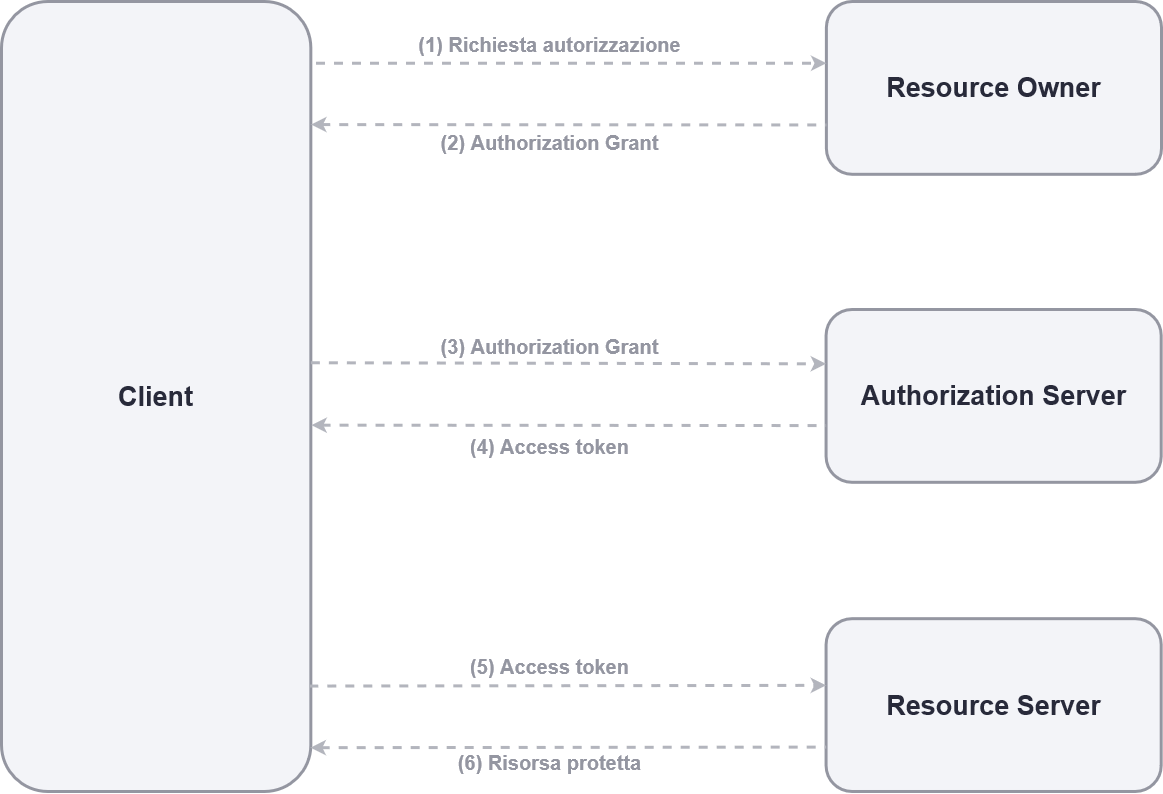 (1) Richiesta autorizzazione
Resource Owner
(2) Authorization Grant
(3) Authorization Grant
Client
Authorization Server
(4) Access token
(5) Access token
Resource Server
(6) Risorsa protetta